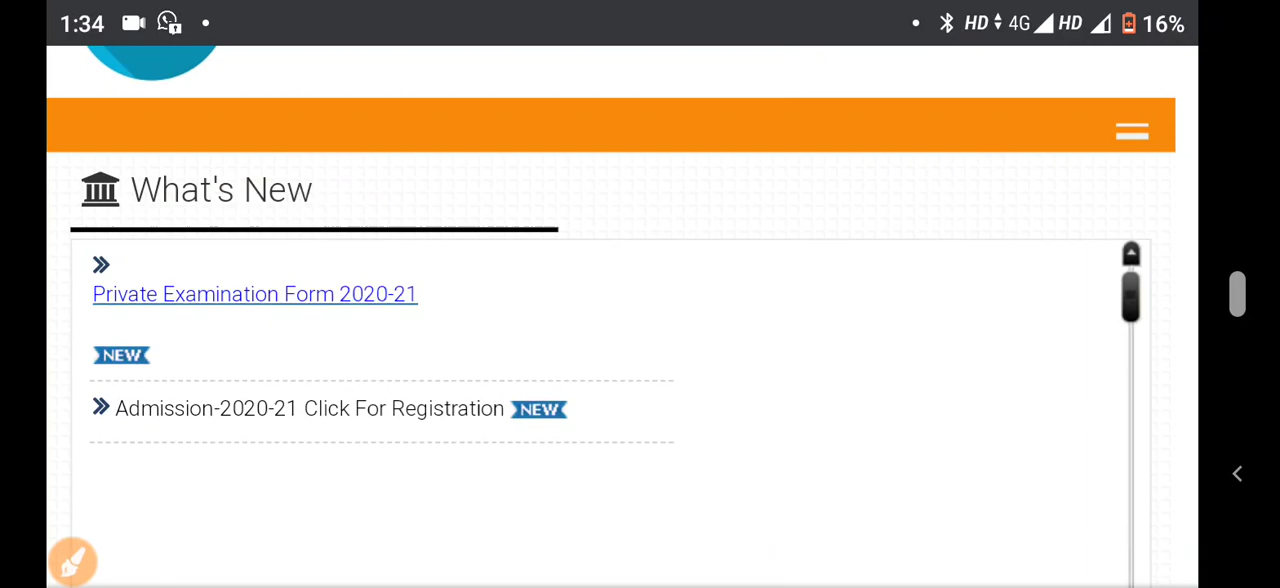 1:34
HD 4G HD 16%
What's New
Private Examination Form 2020-21
NEW
Admission-2020-21 Click For Registration NEW